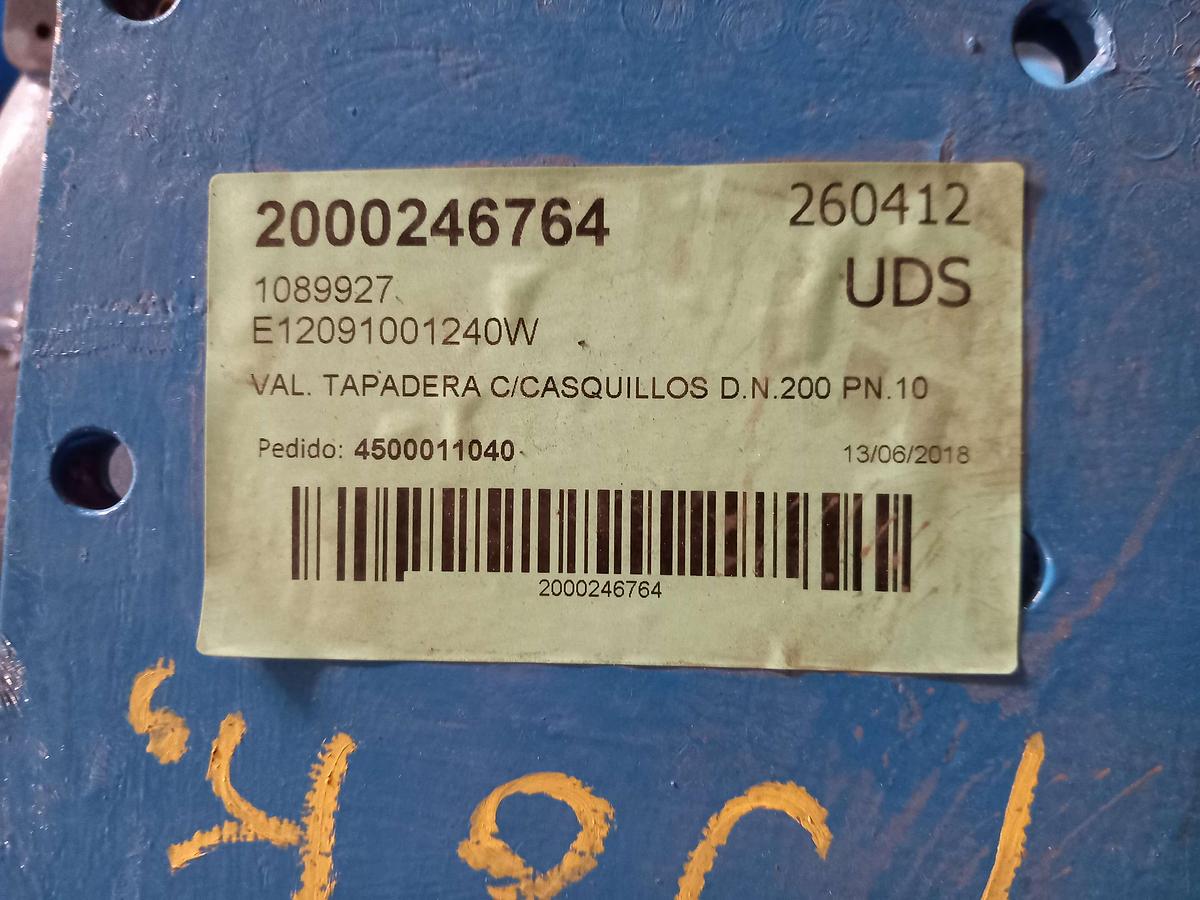 2000246764 260412
UDS
1089927
E12091001240W
VAL. TAPADERA C/CASQUILLOS D.N.200 PN.10
Pedido: 4500011040 13/06/2018
2000246764